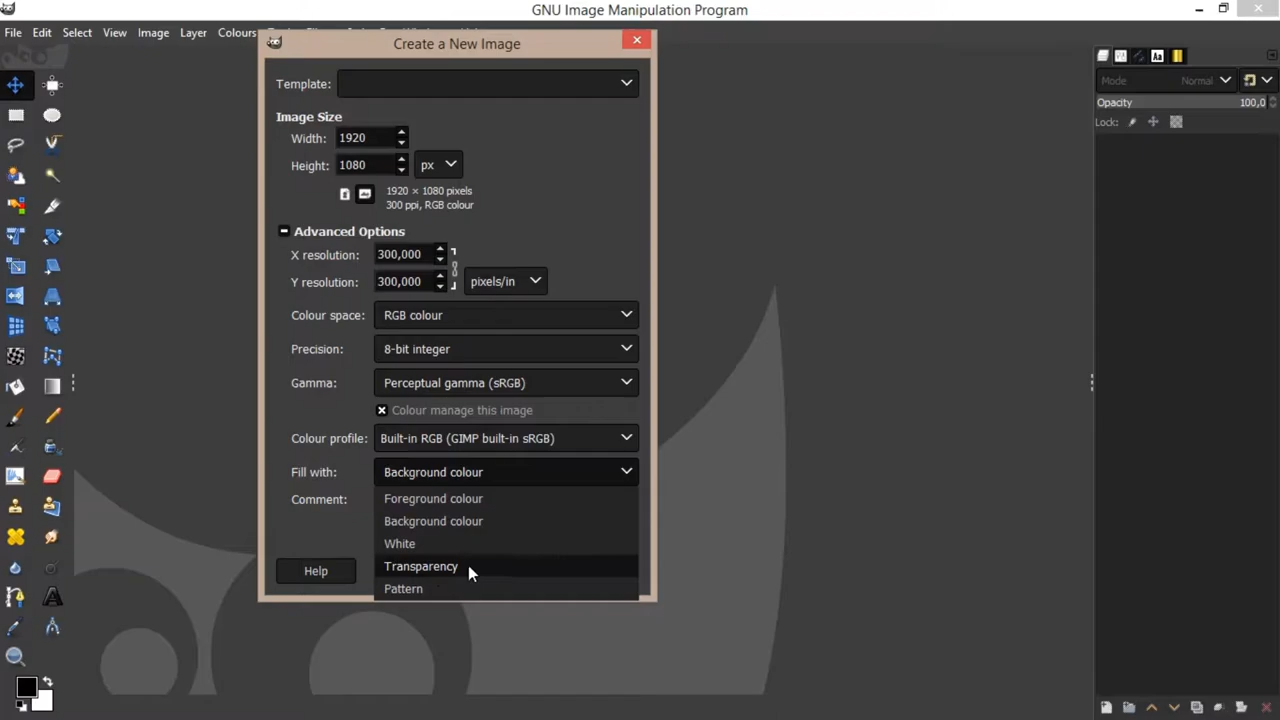 GNU Image Manipulation Program
File Edit Select View Image Layer Colours
Create a New Image
Template:
Image Size
Width: 1920
Height: 1080 px
1920 × 1080 pixels
300 ppi, RGB colour
Advanced Options
X resolution: 300,000
Y resolution: 300,000 pixels/in
Colour space: RGB colour
Precision: 8-bit integer
Gamma: Perceptual gamma (sRGB)
Colour manage this image
Colour profile: Built-in RGB (GIMP built-in sRGB)
Fill with: Background colour
Comment:
Foreground colour
Background colour
White
Transparency
Pattern
Help
Aa
Mode Normal
Opacity 100,0
Lock: